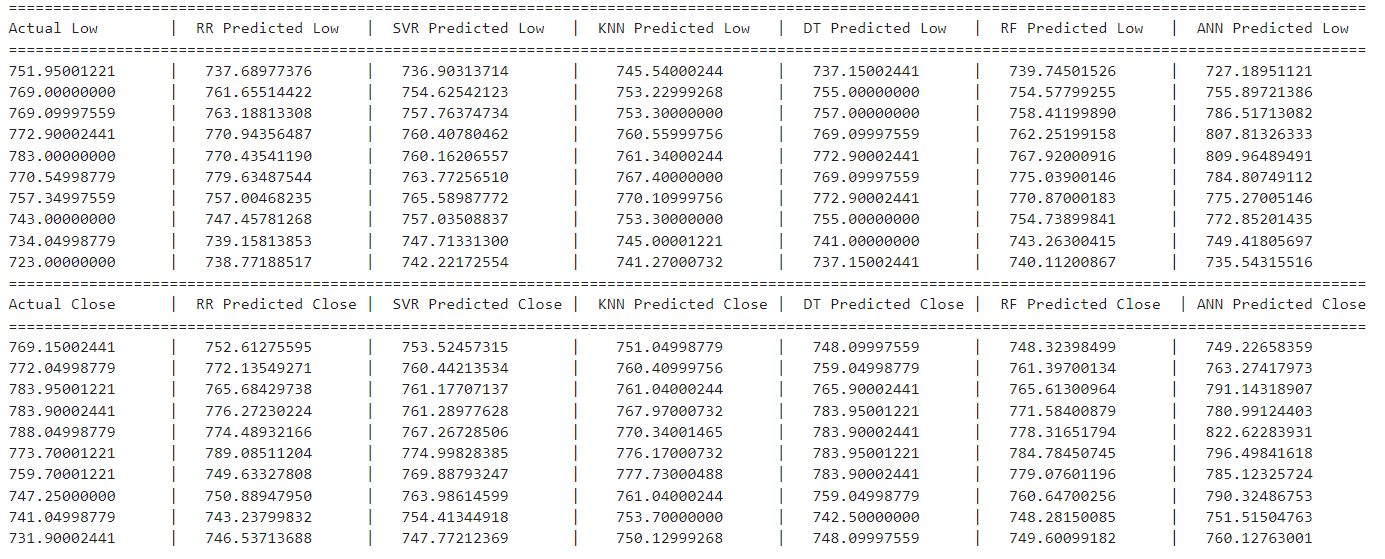 ==========================================================================================================================================================
Actual Low | RR Predicted Low | SVR Predicted Low | KNN Predicted Low | DT Predicted Low | RF Predicted Low | ANN Predicted Low
==========================================================================================================================================================
751.95001221 | 737.68977376 | 736.90313714 | 745.54000244 | 737.15002441 | 739.74501526 | 727.18951121
769.00000000 | 761.65514422 | 754.62542123 | 753.22999268 | 755.00000000 | 754.57799255 | 755.89721386
769.09997559 | 763.18813308 | 757.76374734 | 753.30000000 | 757.00000000 | 758.41199890 | 786.51713082
772.90002441 | 770.94356487 | 760.40780462 | 760.55999756 | 769.09997559 | 762.25199158 | 807.81326333
783.00000000 | 770.43541190 | 760.16206557 | 761.34000244 | 772.90002441 | 767.92000916 | 809.96489491
770.54998779 | 779.63487544 | 763.77256510 | 767.40000000 | 769.09997559 | 775.03900146 | 784.80749112
757.34997559 | 757.00468235 | 765.58987772 | 770.10999756 | 772.90002441 | 770.87000183 | 775.27005146
743.00000000 | 747.45781268 | 757.03508837 | 753.30000000 | 755.00000000 | 754.73899841 | 772.85201435
734.04998779 | 739.15813853 | 747.71331300 | 745.00001221 | 741.00000000 | 743.26300415 | 749.41805697
723.00000000 | 738.77188517 | 742.22172554 | 741.27000732 | 737.15002441 | 740.11200867 | 735.54315516
==========================================================================================================================================================
Actual Close | RR Predicted Close | SVR Predicted Close | KNN Predicted Close | DT Predicted Close | RF Predicted Close | ANN Predicted Close
==========================================================================================================================================================
769.15002441 | 752.61275595 | 753.52457315 | 751.04998779 | 748.09997559 | 748.32398499 | 749.22658359
772.04998779 | 772.13549271 | 760.44213534 | 760.40999756 | 759.04998779 | 761.39700134 | 763.27417973
783.95001221 | 765.68429738 | 761.17707137 | 761.04000244 | 765.90002441 | 765.61300964 | 791.14318907
783.90002441 | 776.27230224 | 761.28977628 | 767.97000732 | 783.95001221 | 771.58400879 | 780.99124403
788.04998779 | 774.48932166 | 767.26728506 | 770.34001465 | 783.90002441 | 778.31651794 | 822.62283931
773.70001221 | 789.08511204 | 774.99828385 | 776.17000732 | 783.95001221 | 784.78450745 | 796.49841618
759.70001221 | 749.63327808 | 769.88793247 | 777.73000488 | 783.90002441 | 779.07601196 | 785.12325724
747.25000000 | 750.88947950 | 763.98614599 | 761.04000244 | 759.04998779 | 760.64700256 | 790.32486753
741.04998779 | 743.23799832 | 754.41344918 | 753.70000000 | 742.50000000 | 748.28150085 | 751.51504763
731.90002441 | 746.53713688 | 747.77212369 | 750.12999268 | 748.09997559 | 749.60099182 | 760.12763001